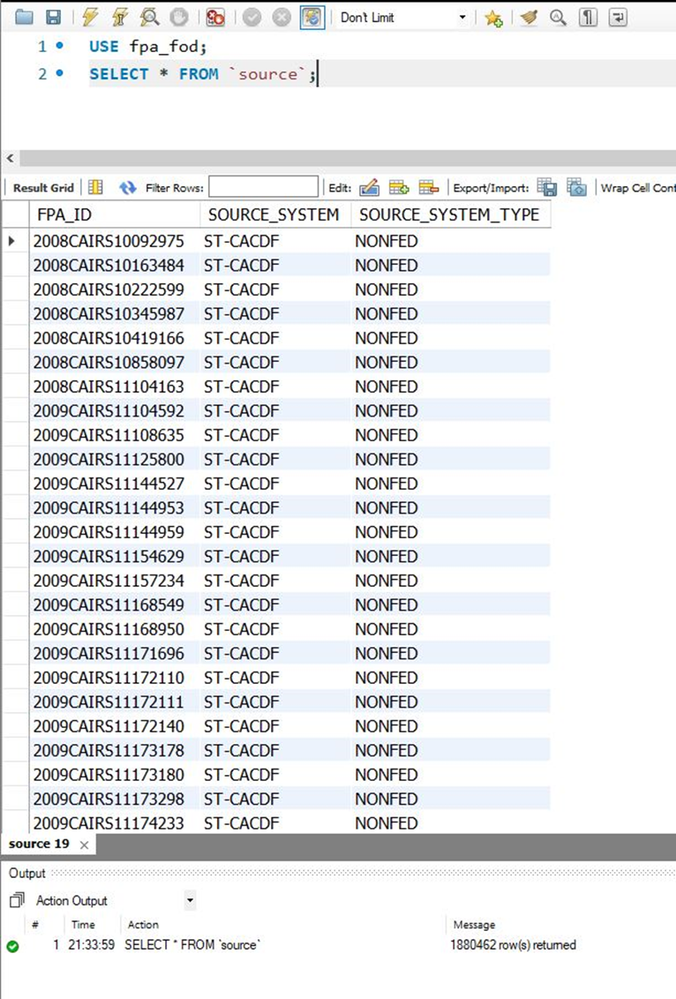 Don't Limit
1 USE fpa_fod;
2 SELECT * FROM `source`;
Result Grid Filter Rows: Edit: Export/Import: Wrap Cell Cont
FPA_ID SOURCE_SYSTEM SOURCE_SYSTEM_TYPE
2008CAIRS10092975 ST-CACDF NONFED
2008CAIRS10163484 ST-CACDF NONFED
2008CAIRS10222599 ST-CACDF NONFED
2008CAIRS10345987 ST-CACDF NONFED
2008CAIRS10419166 ST-CACDF NONFED
2008CAIRS10858097 ST-CACDF NONFED
2008CAIRS11104163 ST-CACDF NONFED
2009CAIRS11104592 ST-CACDF NONFED
2009CAIRS11108635 ST-CACDF NONFED
2009CAIRS11125800 ST-CACDF NONFED
2009CAIRS11144527 ST-CACDF NONFED
2009CAIRS11144953 ST-CACDF NONFED
2009CAIRS11144959 ST-CACDF NONFED
2009CAIRS11154629 ST-CACDF NONFED
2009CAIRS11157234 ST-CACDF NONFED
2009CAIRS11168549 ST-CACDF NONFED
2009CAIRS11168950 ST-CACDF NONFED
2009CAIRS11171696 ST-CACDF NONFED
2009CAIRS11172110 ST-CACDF NONFED
2009CAIRS11172111 ST-CACDF NONFED
2009CAIRS11172140 ST-CACDF NONFED
2009CAIRS11173178 ST-CACDF NONFED
2009CAIRS11173180 ST-CACDF NONFED
2009CAIRS11173298 ST-CACDF NONFED
2009CAIRS11174233 ST-CACDF NONFED
source 19
Output
Action Output
# Time Action Message
1 21:33:59 SELECT * FROM `source` 1880462 row(s) returned